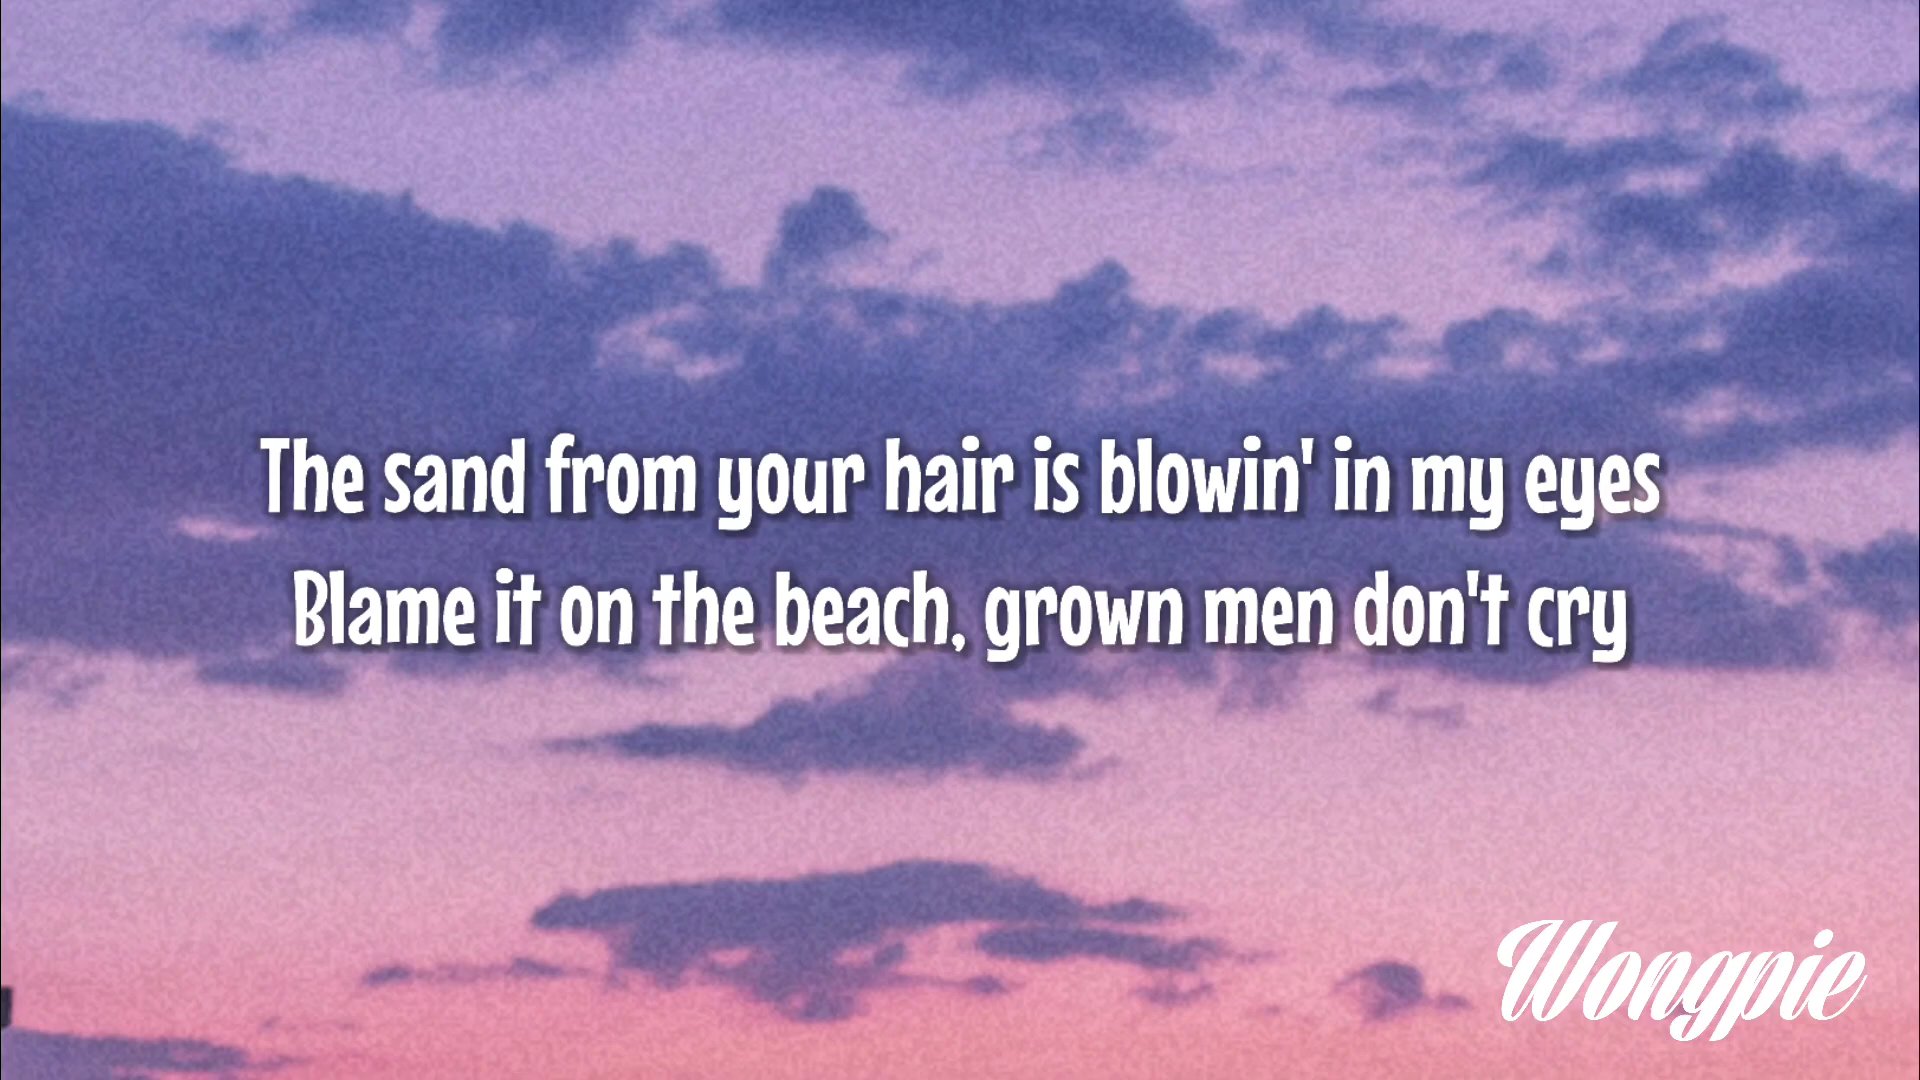 The sand from your hair is blowin' in my eyes
Blame it on the beach, grown men don't cry
Wongpie